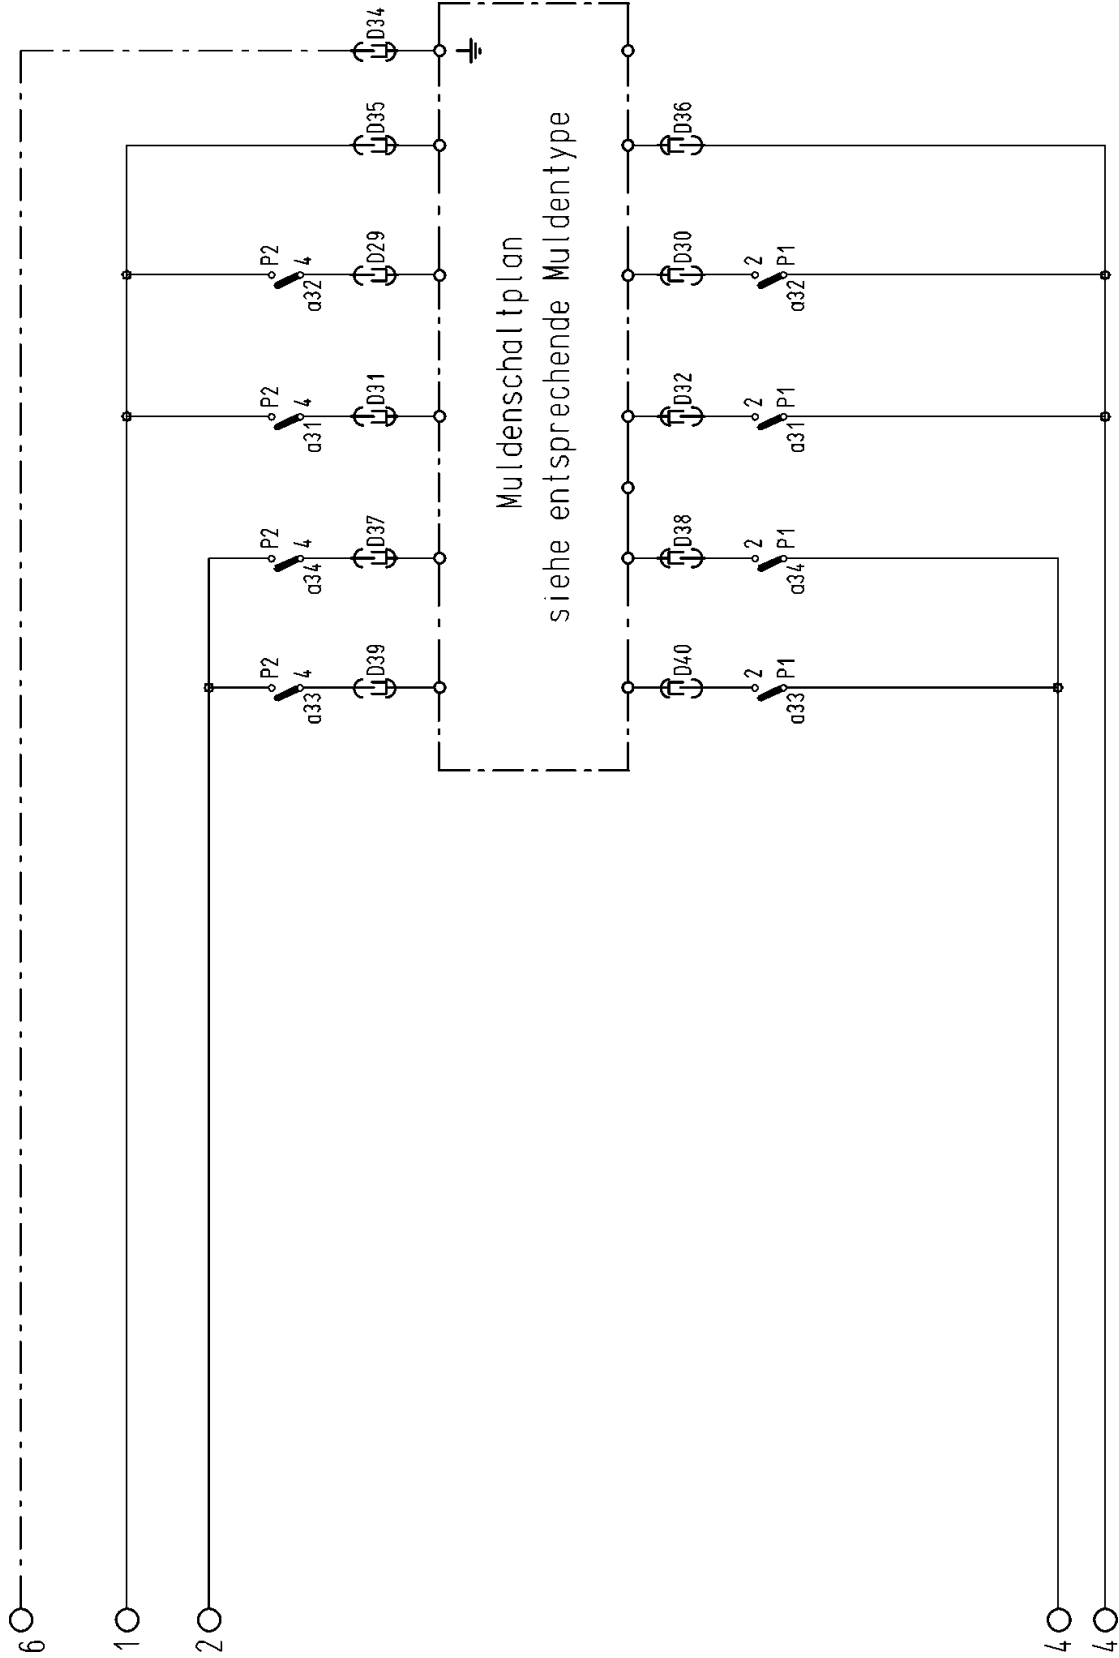 D34
D35
D36
P2
4
a32
D29
D30
2
P1
a32
P2
4
a31
D31
D32
2
P1
a31
P2
4
a34
D37
D38
2
P1
a34
P2
4
a33
D39
D40
2
P1
a33
Muldenschaltplan
siehe entsprechende Muldentype
6
1
2
4
4